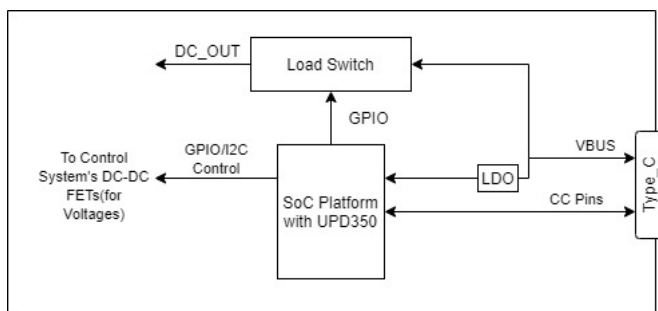 DC_OUT
Load Switch
GPIO
GPIO/I2C
Control
To Control
System's DC-DC
FETs(for
Voltages)
SoC Platform
with UPD350
LDO
VBUS
CC Pins
Type_C